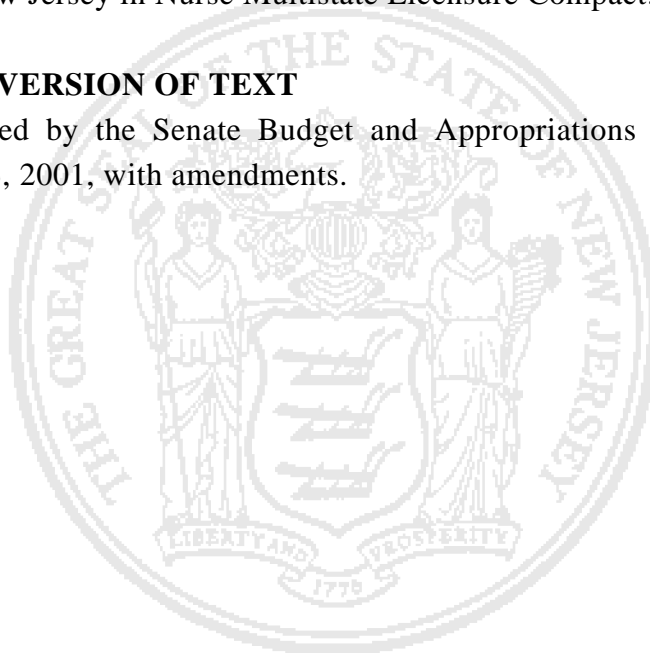 Jersey in Nurse Multistate Licensure Compact.
VERSION OF TEXT
by the Senate Budget and Appropriations
, 2001, with amendments.
THE GREAT SEAL OF THE STATE OF NEW JERSEY
LIBERTY AND PROSPERITY
1776